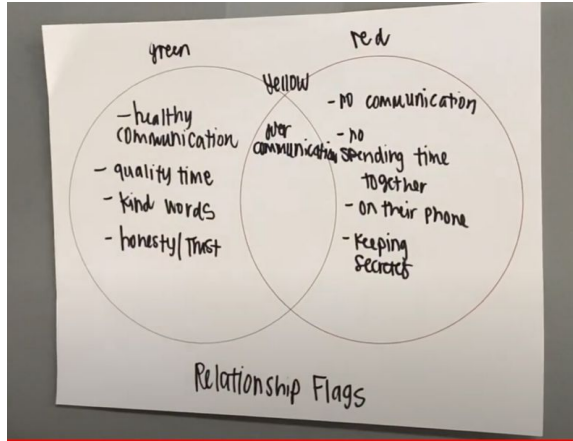 green
red
yellow
- healthy
communication
- quality time
- kind words
- honesty/Trust
over
communication
- no communication
- no
spending time
together
- on their phone
- Keeping
secrets
Relationship Flags